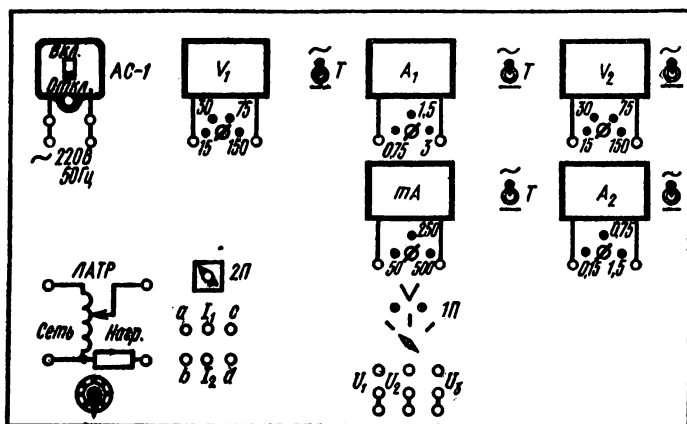 ВКЛ.
Откл.
АС-1
V₁
~
Т
А₁
~
Т
V₂
~
30 75
15 150
1,5
0,75 3
30 75
15 150
~ 220В
50Гц
mA
~
Т
А₂
~
250
50 500
0,75
0,15 1,5
ЛАТР
2П
V
1П
Сеть
Нагр.
a I₁ c
b I₂ d
U₁ U₂ U₃